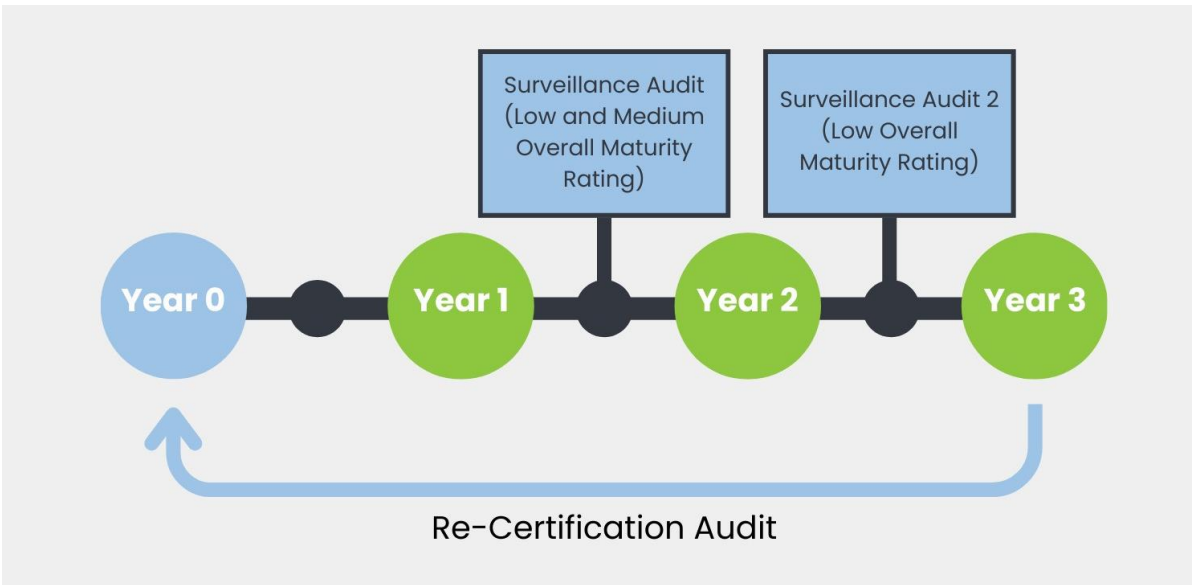 Surveillance Audit
(Low and Medium
Overall Maturity
Rating)
Surveillance Audit 2
(Low Overall
Maturity Rating)
Year 0
Year 1
Year 2
Year 3
Re-Certification Audit